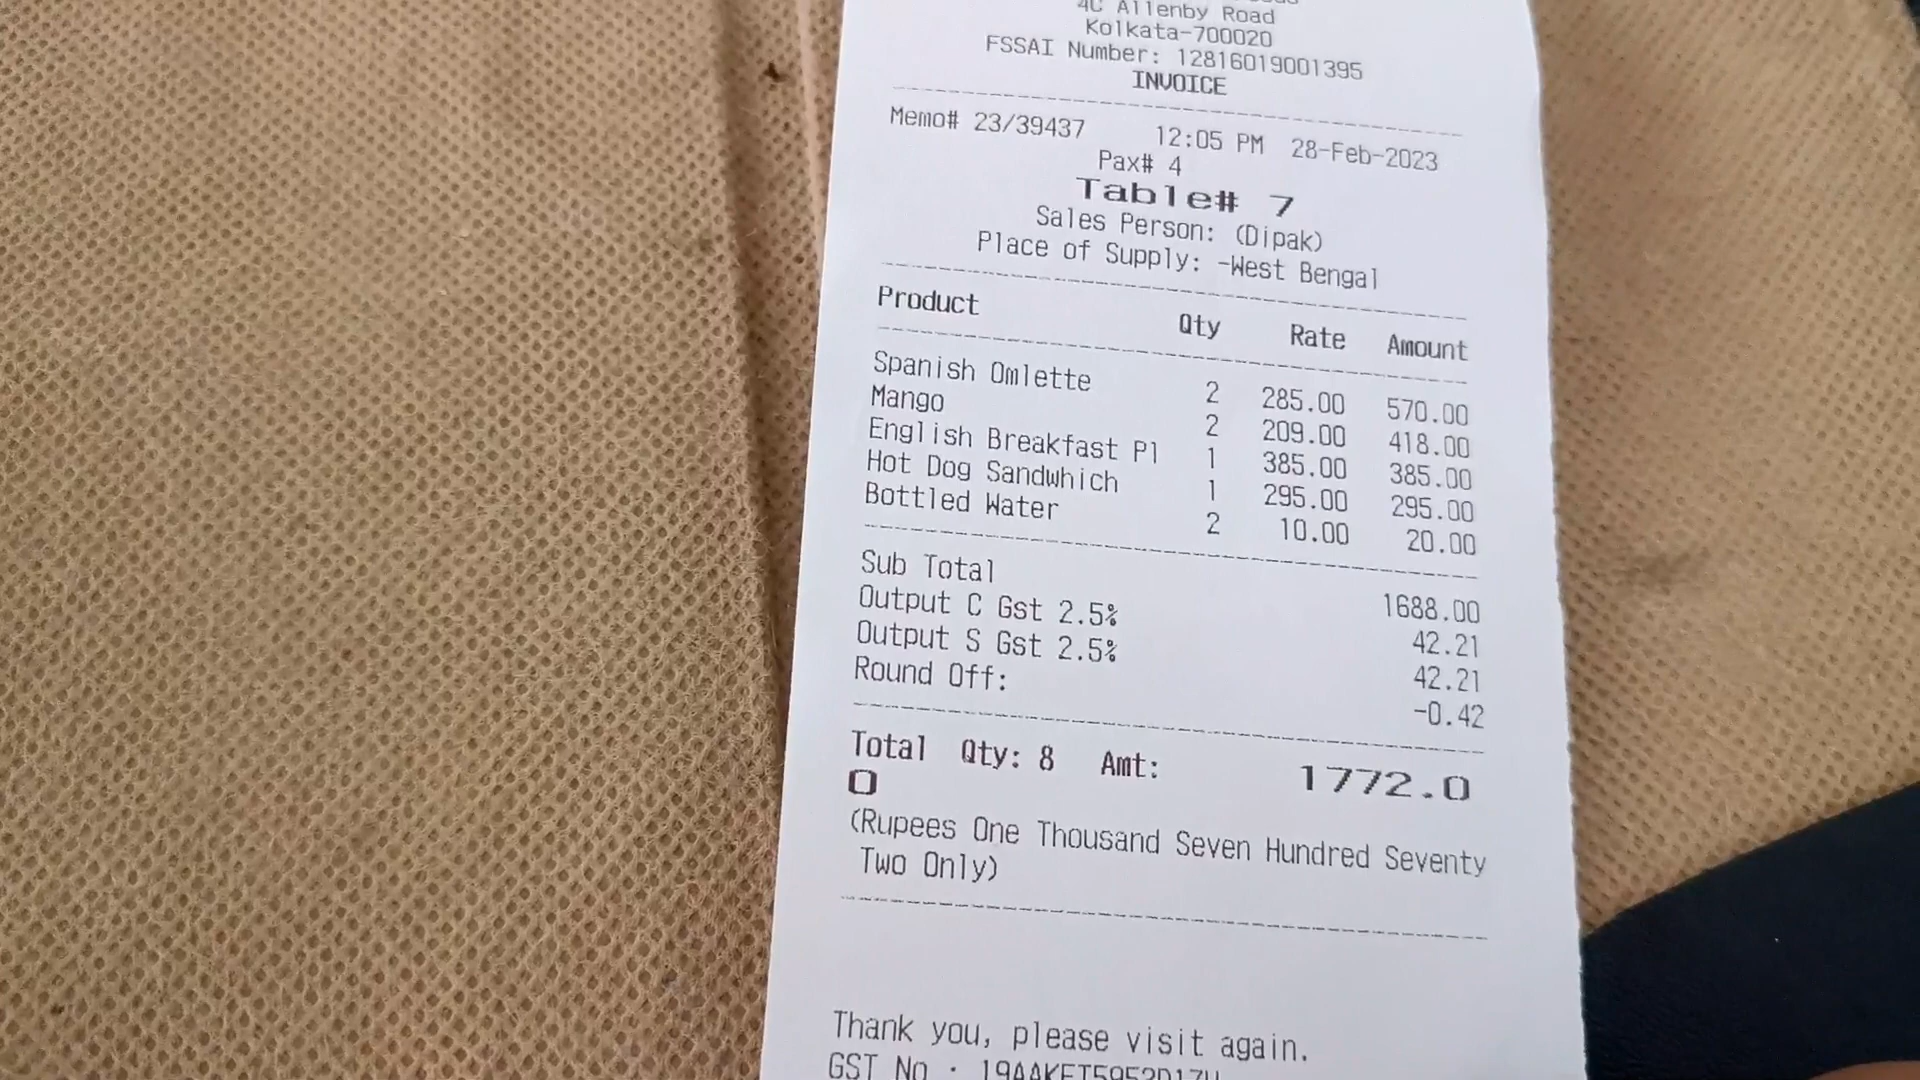 4C Allenby Road
Kolkata-700020
FSSAI Number: 12816019001395
INVOICE
Memo# 23/39437 12:05 PM 28-Feb-2023
Pax# 4
Table# 7
Sales Person: (Dipak)
Place of Supply: -West Bengal
Product Qty Rate Amount
Spanish Omlette 2 285.00 570.00
Mango 2 209.00 418.00
English Breakfast Pl 1 385.00 385.00
Hot Dog Sandwhich 1 295.00 295.00
Bottled Water 2 10.00 20.00
Sub Total 1688.00
Output C Gst 2.5% 42.21
Output S Gst 2.5% 42.21
Round Off: -0.42
Total Qty: 8 Amt: 1772.0
0
(Rupees One Thousand Seven Hundred Seventy
Two Only)
Thank you, please visit again.
GST No :